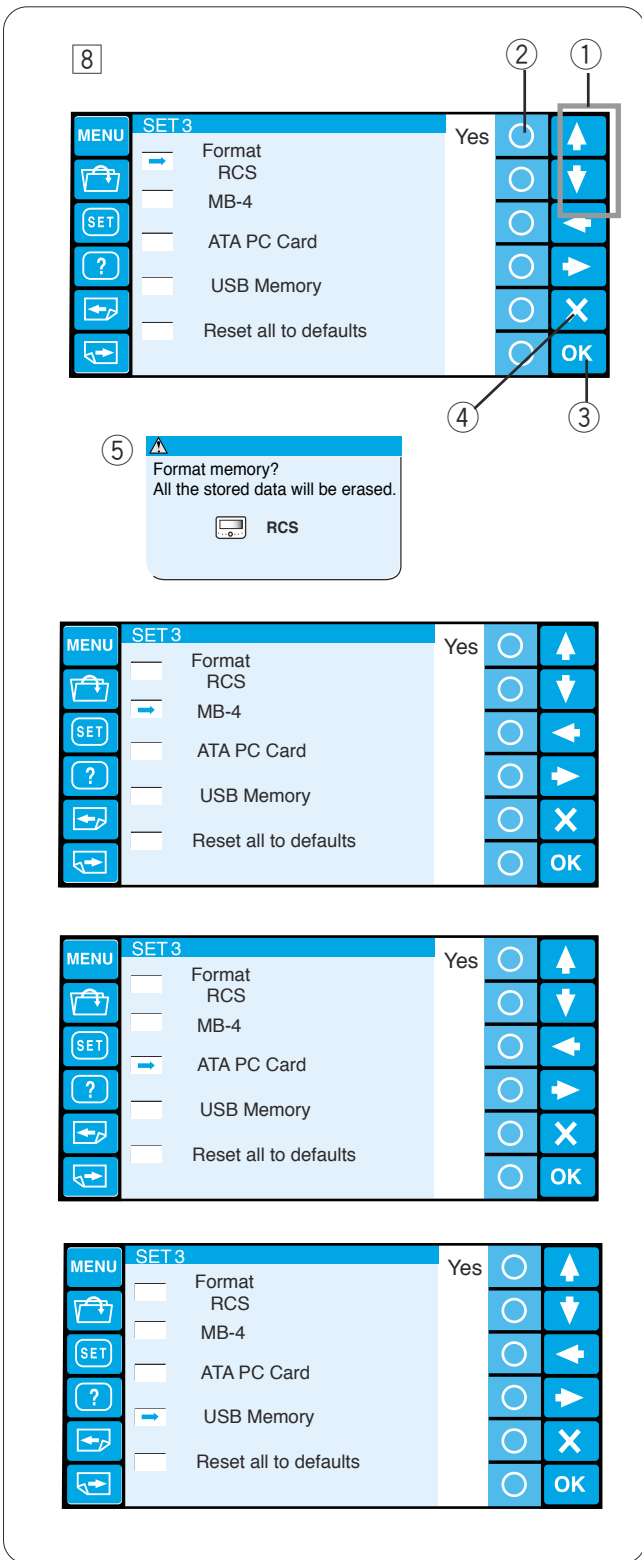 8
② ①
MENU SET 3 Yes
Format
RCS
SET MB-4
ATA PC Card
?
USB Memory
Reset all to defaults
OK
④ ③
⑤
Format memory?
All the stored data will be erased.
RCS
MENU SET 3 Yes
Format
RCS
SET MB-4
ATA PC Card
?
USB Memory
Reset all to defaults
OK
MENU SET 3 Yes
Format
RCS
SET MB-4
ATA PC Card
?
USB Memory
Reset all to defaults
OK
MENU SET 3 Yes
Format
RCS
SET MB-4
ATA PC Card
?
USB Memory
Reset all to defaults
OK